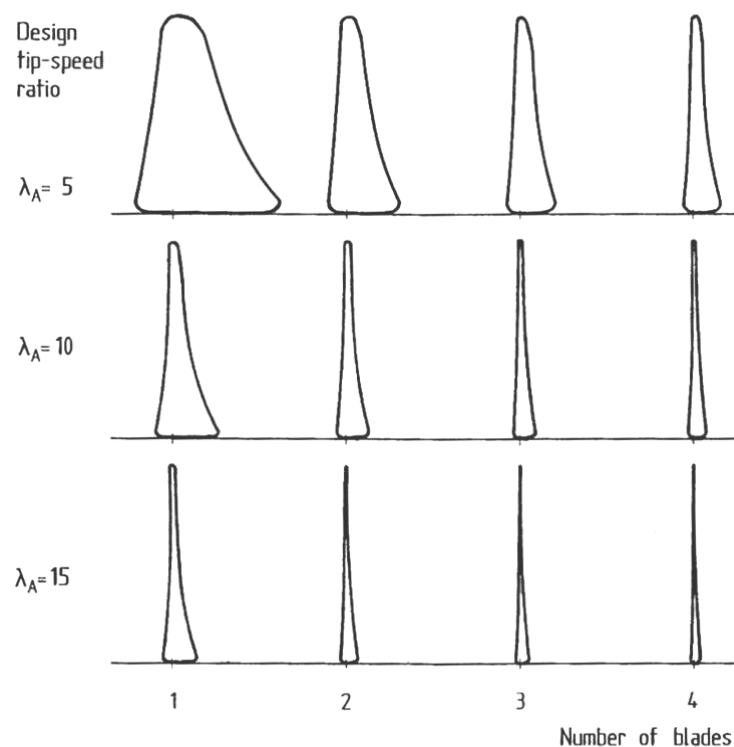 Design
tip-speed
ratio
λA= 5
λA= 10
λA= 15
1 2 3 4
Number of blades